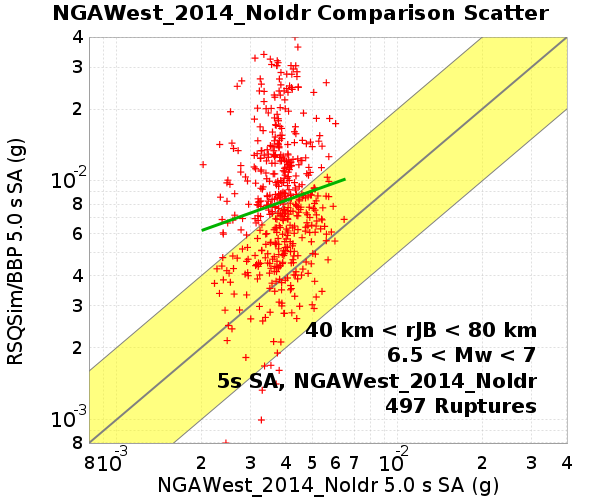 NGAWest_2014_NoIdr Comparison Scatter
RSQSim/BBP 5.0 s SA (g)
4
3
2
10⁻²
8
6
4
3
2
10⁻³
8
40 km < rJB < 80 km
6.5 < Mw < 7
5s SA, NGAWest_2014_NoIdr
497 Ruptures
8 10⁻³ 2 3 4 5 6 7 10⁻² 2 3 4
NGAWest_2014_NoIdr 5.0 s SA (g)